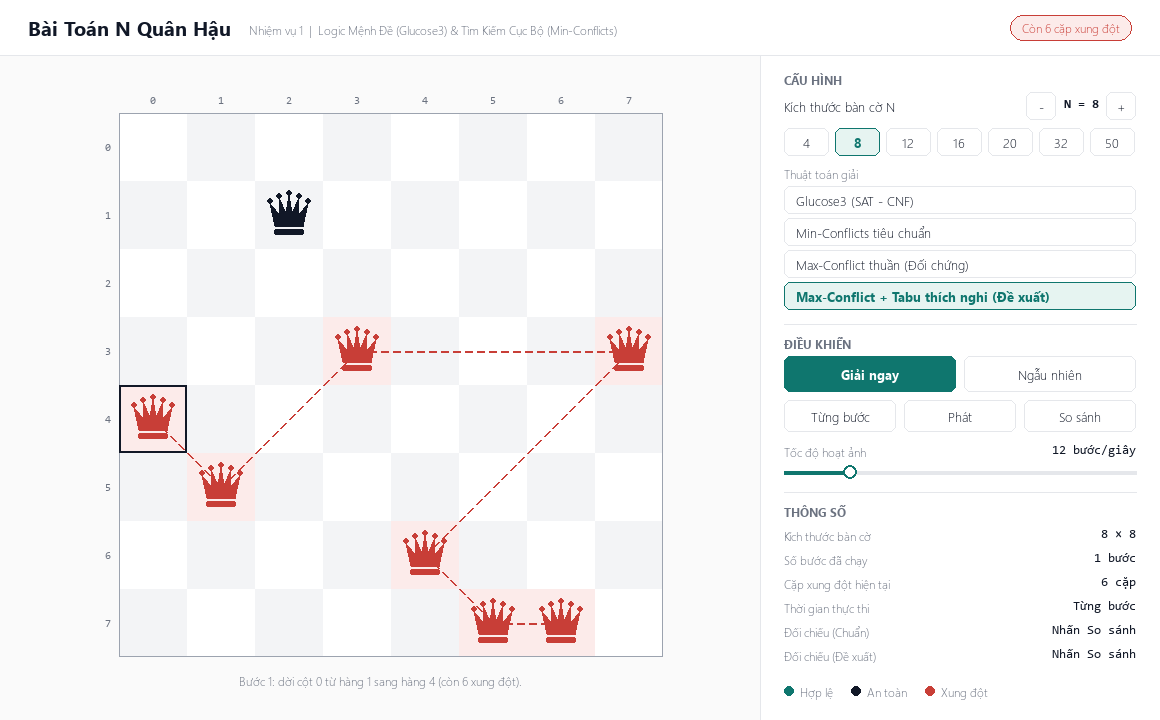 Bài Toán N Quân Hậu
Nhiệm vụ 1 | Logic Mệnh Đề (Glucose3) & Tìm Kiếm Cục Bộ (Min-Conflicts)
Còn 6 cặp xung đột
0 1 2 3 4 5 6 7
0
1
2
3
4
5
6
7
Bước 1: dời cột 0 từ hàng 1 sang hàng 4 (còn 6 xung đột).
CẤU HÌNH
Kích thước bàn cờ N - N = 8 +
4 8 12 16 20 32 50
Thuật toán giải
Glucose3 (SAT - CNF)
Min-Conflicts tiêu chuẩn
Max-Conflict thuần (Đối chứng)
Max-Conflict + Tabu thích nghi (Đề xuất)
ĐIỀU KHIỂN
Giải ngay Ngẫu nhiên
Từng bước Phát So sánh
Tốc độ hoạt ảnh 12 bước/giây
THÔNG SỐ
Kích thước bàn cờ 8 × 8
Số bước đã chạy 1 bước
Cặp xung đột hiện tại 6 cặp
Thời gian thực thi Từng bước
Đối chiếu (Chuẩn) Nhấn So sánh
Đối chiếu (Đề xuất) Nhấn So sánh
Hợp lệ An toàn Xung đột